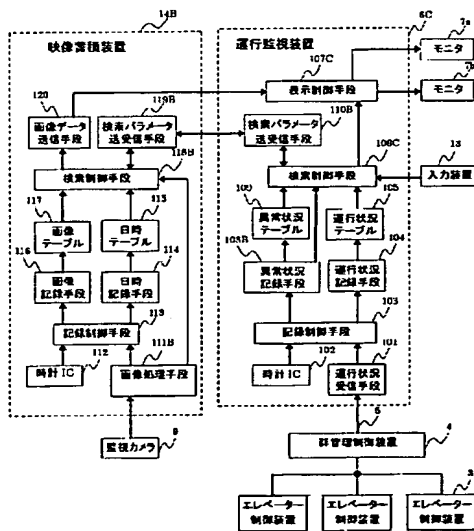 14B
6C
映像蓄積装置
運行監視装置
7a
モニタ
107C
表示制御手段
モニタ
120
119B
画像データ
送信手段
検索パラメータ
送受信手段
110B
検索パラメータ
送受信手段
118B
検索制御手段
106C
検索制御手段
13
入力装置
117
画像
テーブル
115
日時
テーブル
109
異常状況
テーブル
105
運行状況
テーブル
116
画像
記録手段
114
日時
記録手段
108B
異常状況
記録手段
104
運行状況
記録手段
113
記録制御手段
103
記録制御手段
時計IC
112
111B
画像処理手段
時計IC
102
101
運行状況
受信手段
9
監視カメラ
5
4
群管理制御装置
エレベーター
制御装置
エレベーター
制御装置
エレベーター
制御装置